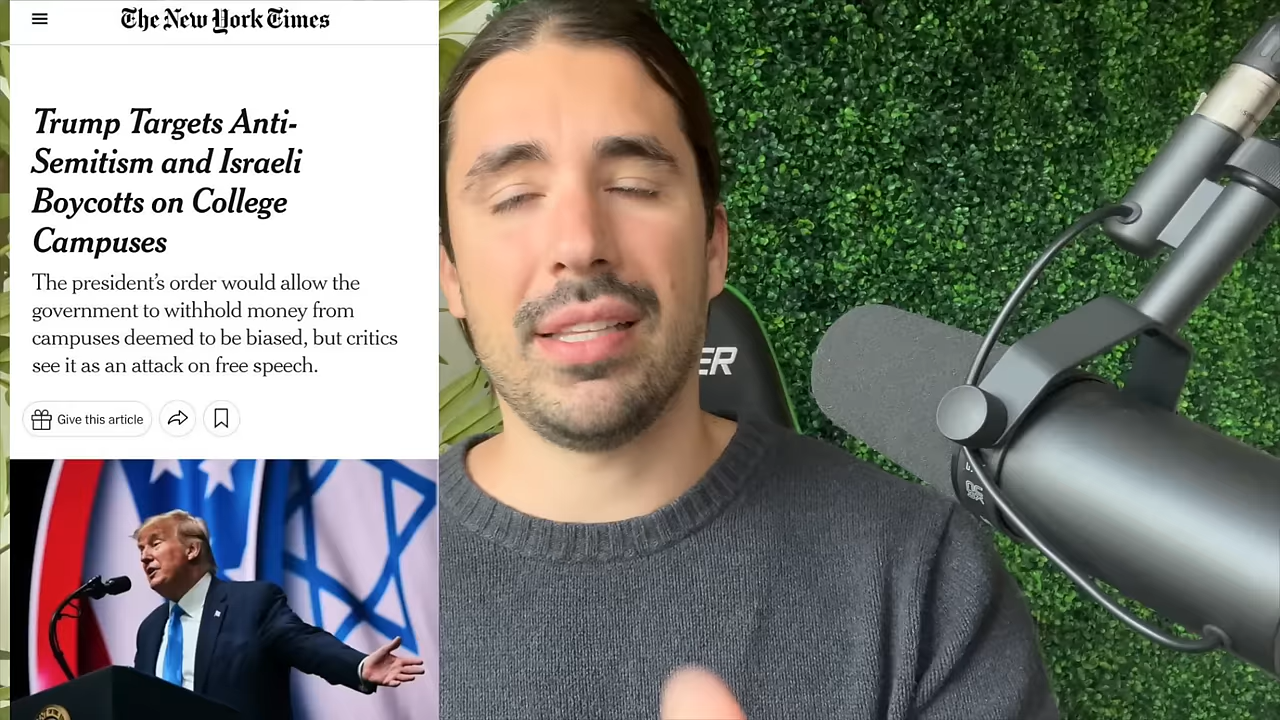 The New York Times
Trump Targets Anti-
Semitism and Israeli
Boycotts on College
Campuses
The president's order would allow the
government to withhold money from
campuses deemed to be biased, but critics
see it as an attack on free speech.
Give this article
ER